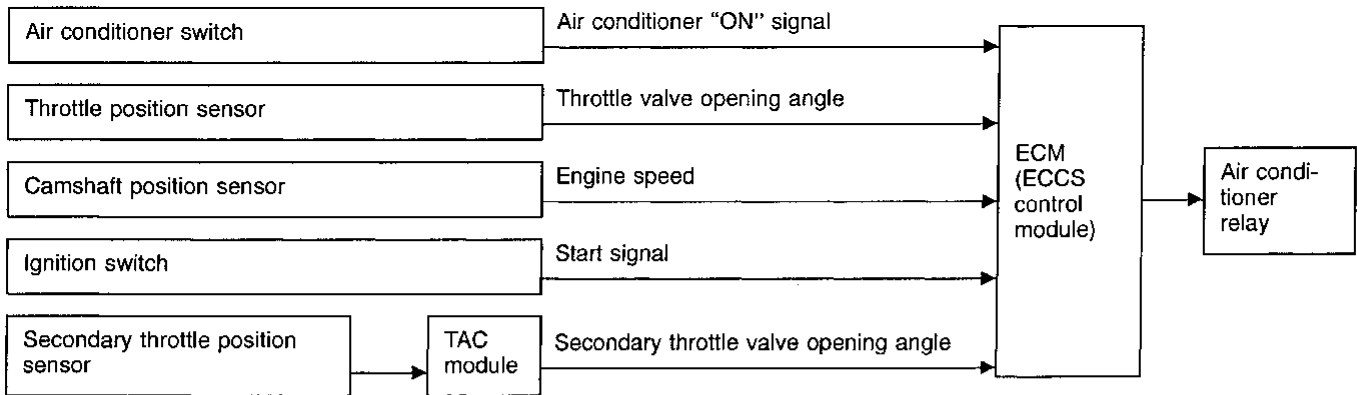 Air conditioner switch
Air conditioner "ON" signal
Throttle position sensor
Throttle valve opening angle
Camshaft position sensor
Engine speed
Ignition switch
Start signal
Secondary throttle position
sensor
TAC
module
Secondary throttle valve opening angle
ECM
(ECCS
control
module)
Air condi-
tioner
relay